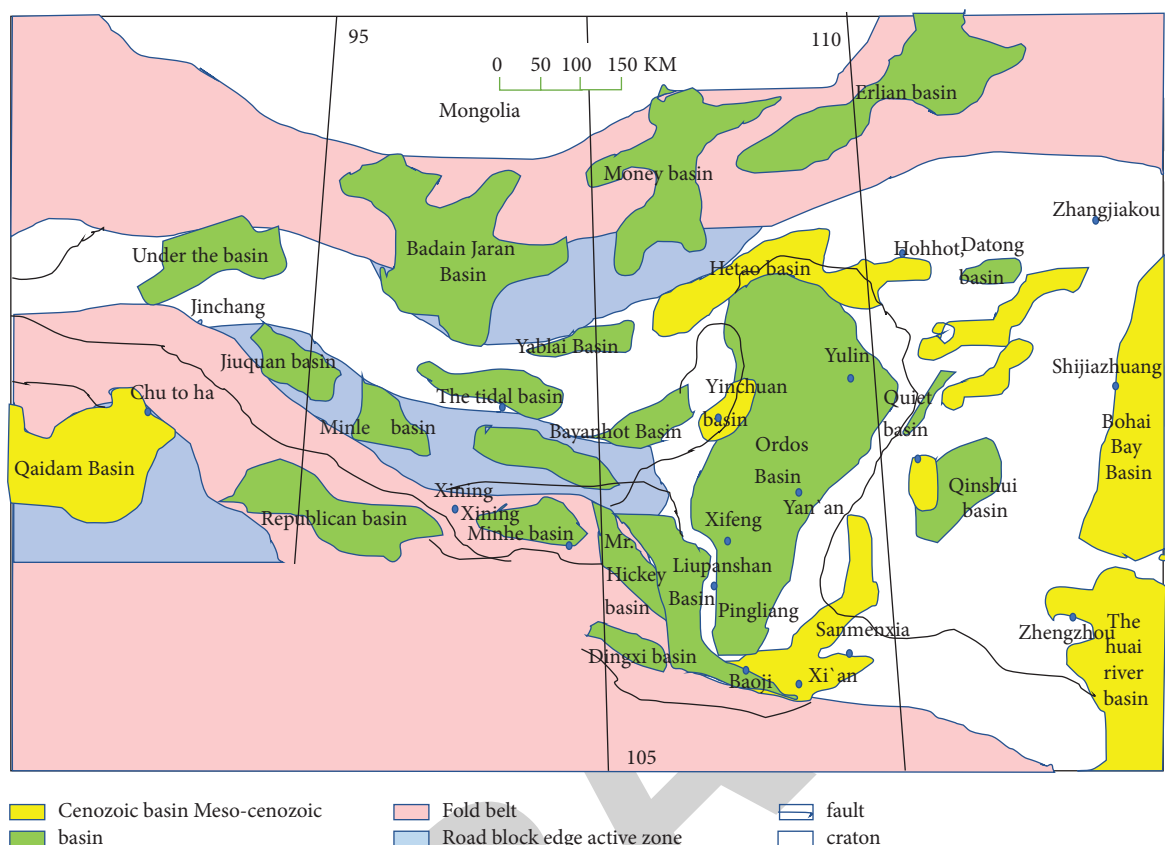 95
110
0 50 100 150 KM
Mongolia
Erlian basin
Money basin
Zhangjiakou
Under the basin
Badain Jaran
Basin
Hetao basin
Hohhot,
Datong
basin
Jinchang
Jiuquan basin
Yablai Basin
Yulin
Shijiazhuang
Chu to ha
The tidal basin
Yinchuan
basin
Quiet
basin
Minle basin
Bayanhot Basin
Bohai
Bay
Basin
Qaidam Basin
Ordos
Basin
Qinshui
basin
Xining
Xining
Yan`an
Republican basin
Minhe basin
Xifeng
Mr.
Hickey
basin
Liupanshan
Basin
Pingliang
Sanmenxia
Zhengzhou
The
huai
river
basin
Dingxi basin
Baoji
Xi`an
105
Cenozoic basin Meso-cenozoic
basin
Fold belt
Road block edge active zone
fault
craton